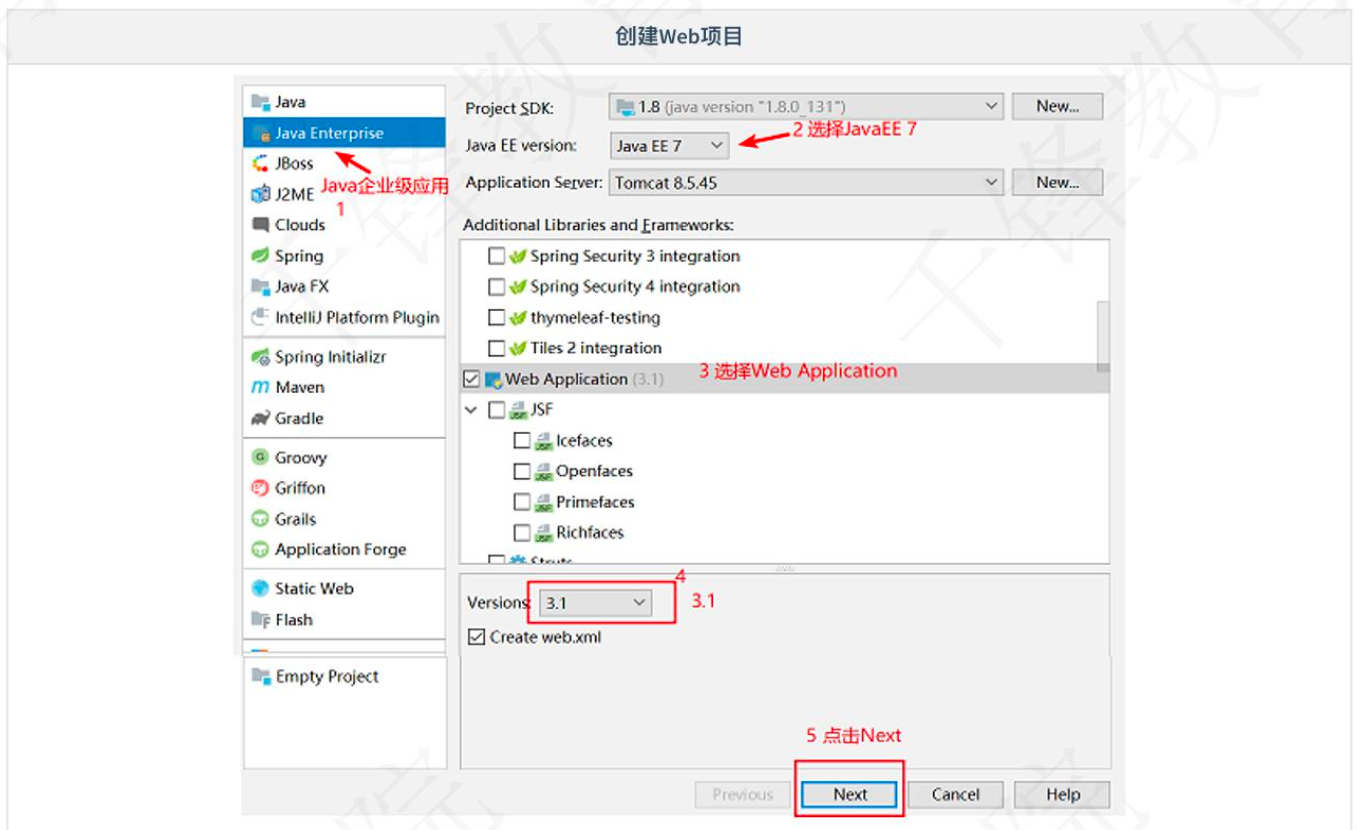 创建Web项目
Java
Java Enterprise
JBoss
J2ME
Clouds
Spring
Java FX
IntelliJ Platform Plugin
Spring Initializr
Maven
Gradle
Groovy
Griffon
Grails
Application Forge
Static Web
Flash
Empty Project
Java企业级应用
1
Project SDK: 1.8 (java version "1.8.0_131") New...
Java EE version: Java EE 7
2 选择JavaEE 7
Application Server: Tomcat 8.5.45 New...
Additional Libraries and Frameworks:
Spring Security 3 integration
Spring Security 4 integration
thymeleaf-testing
Tiles 2 integration
Web Application (3.1)
3 选择Web Application
JSF
Icefaces
Openfaces
Primefaces
Richfaces
Struts
4
Versions: 3.1
3.1
Create web.xml
5 点击Next
Previous Next Cancel Help